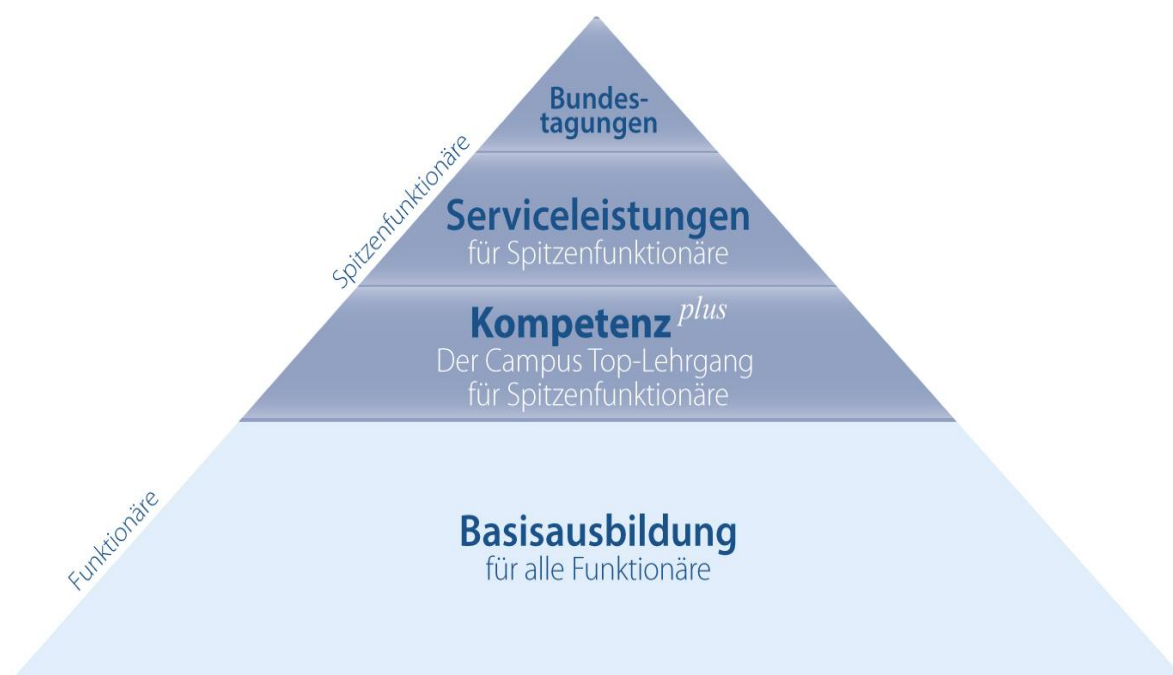 Bundes-
tagungen
Spitzenfunktionäre
Serviceleistungen
für Spitzenfunktionäre
Kompetenz plus
Der Campus Top-Lehrgang
für Spitzenfunktionäre
Funktionäre
Basisausbildung
für alle Funktionäre